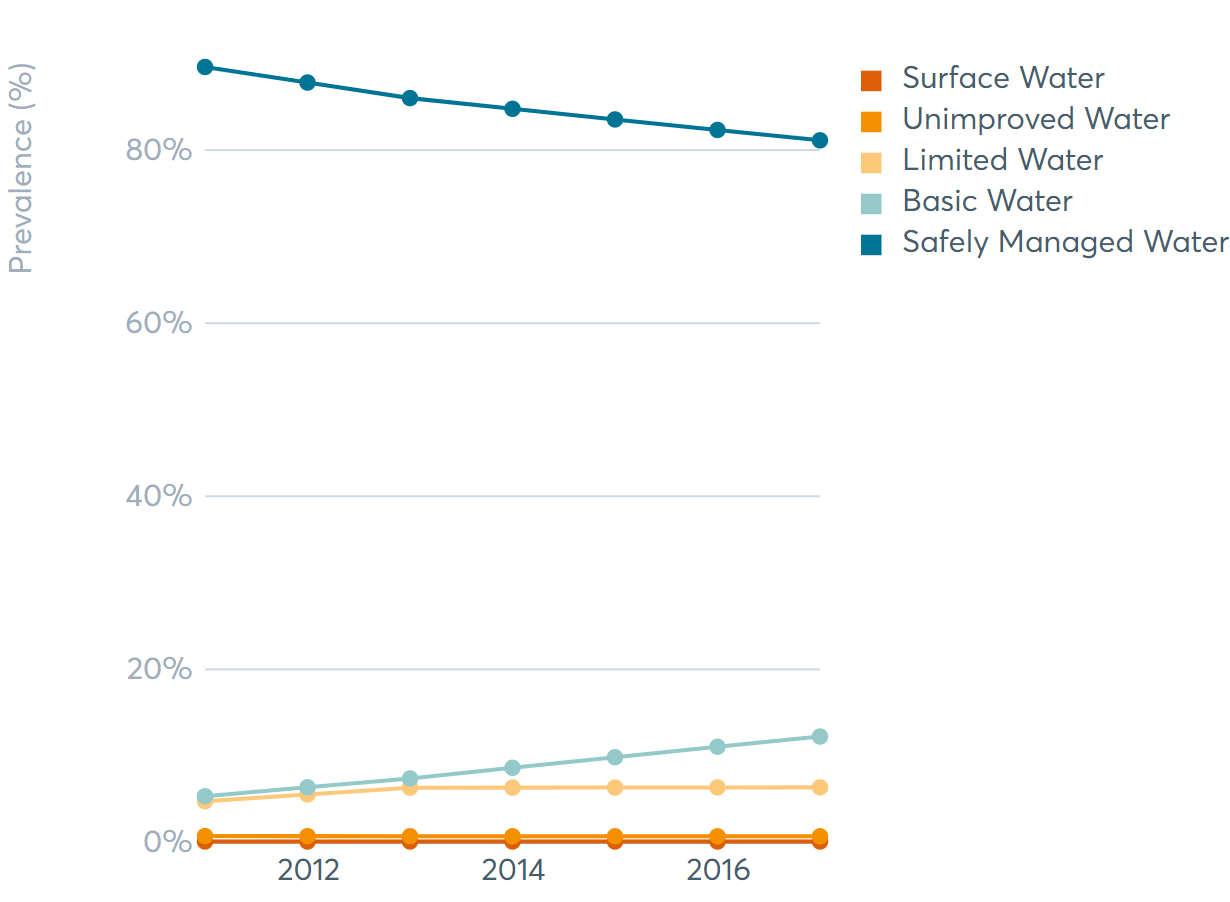 Prevalence (%)
80%
60%
40%
20%
0%
2012
2014
2016
Surface Water
Unimproved Water
Limited Water
Basic Water
Safely Managed Water